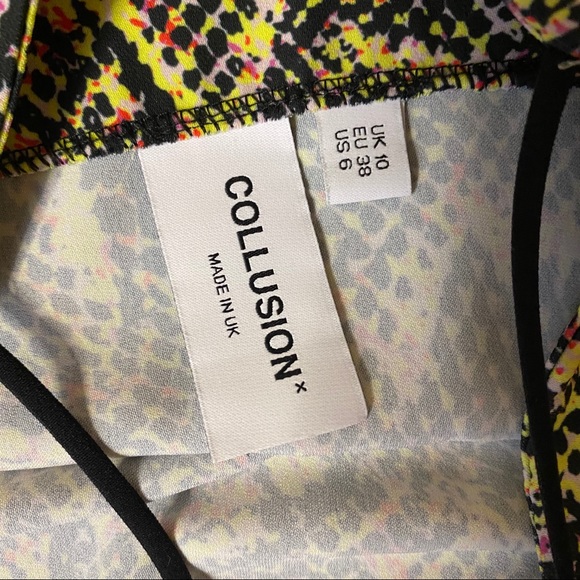 COLLUSION x
MADE IN UK
UK 10
EU 38
US 6